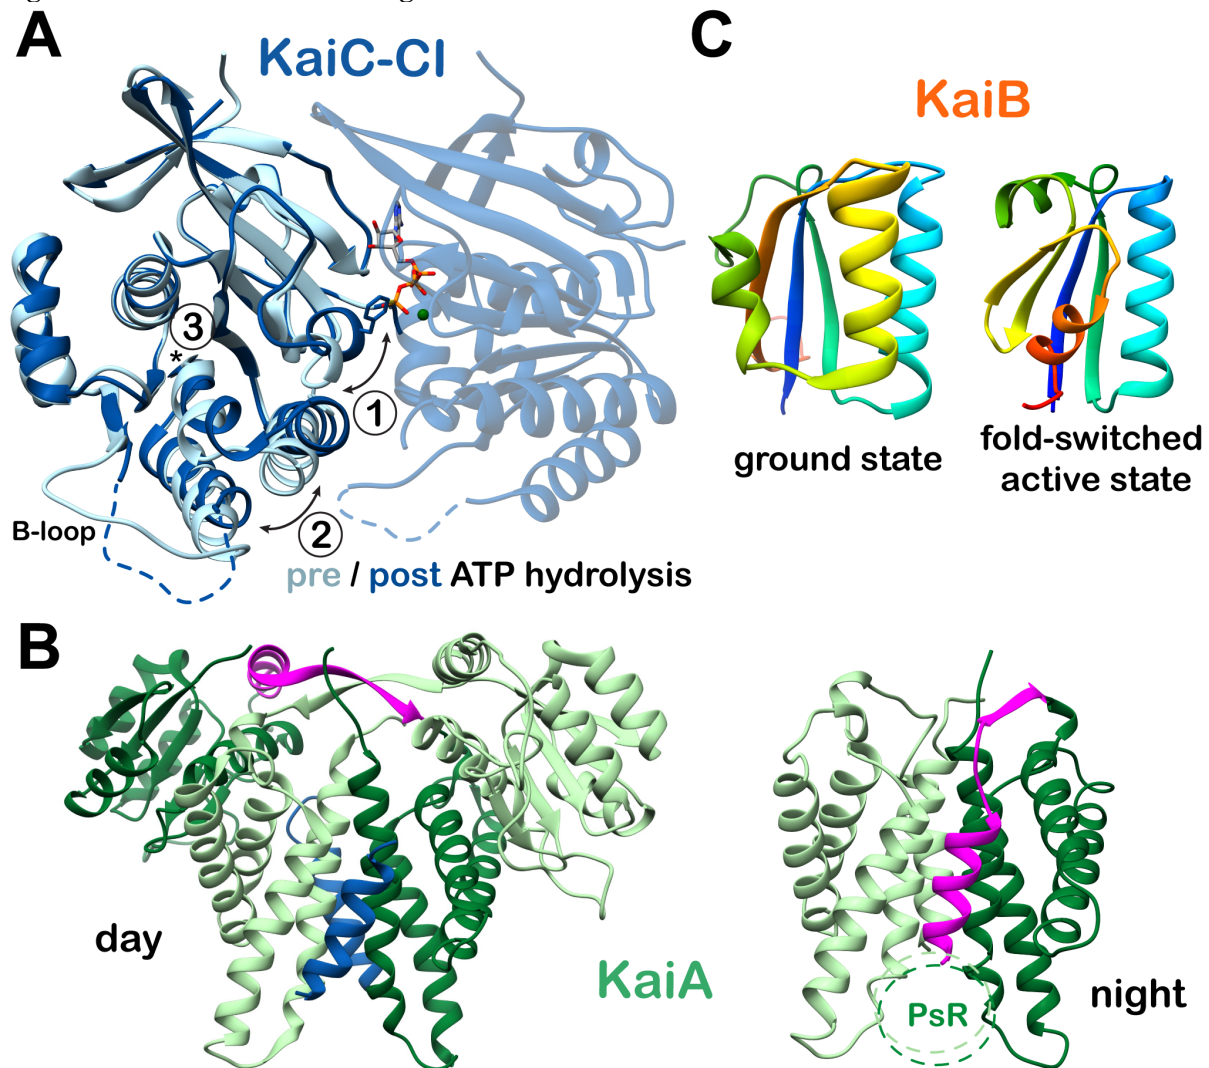 A
KaiC-CI
C
KaiB
3
*
1
2
B-loop
pre / post ATP hydrolysis
ground state
fold-switched
active state
B
day
KaiA
PsR
night